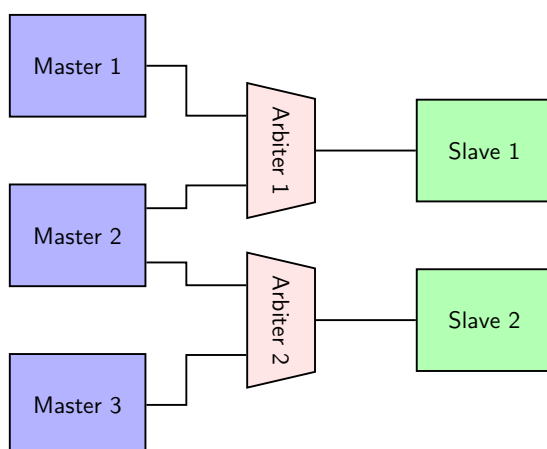 Master 1
Arbiter 1
Slave 1
Master 2
Arbiter 2
Slave 2
Master 3